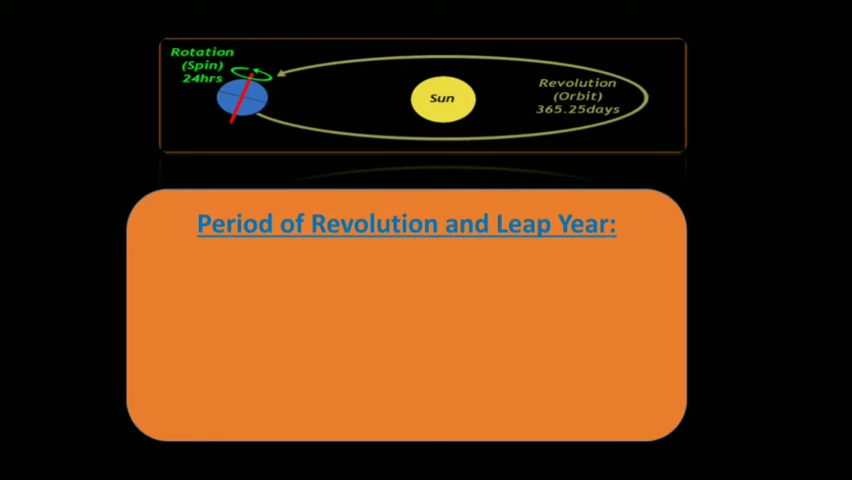 Rotation
(Spin)
24hrs
Sun
Revolution
(Orbit)
365.25days
Period of Revolution and Leap Year: